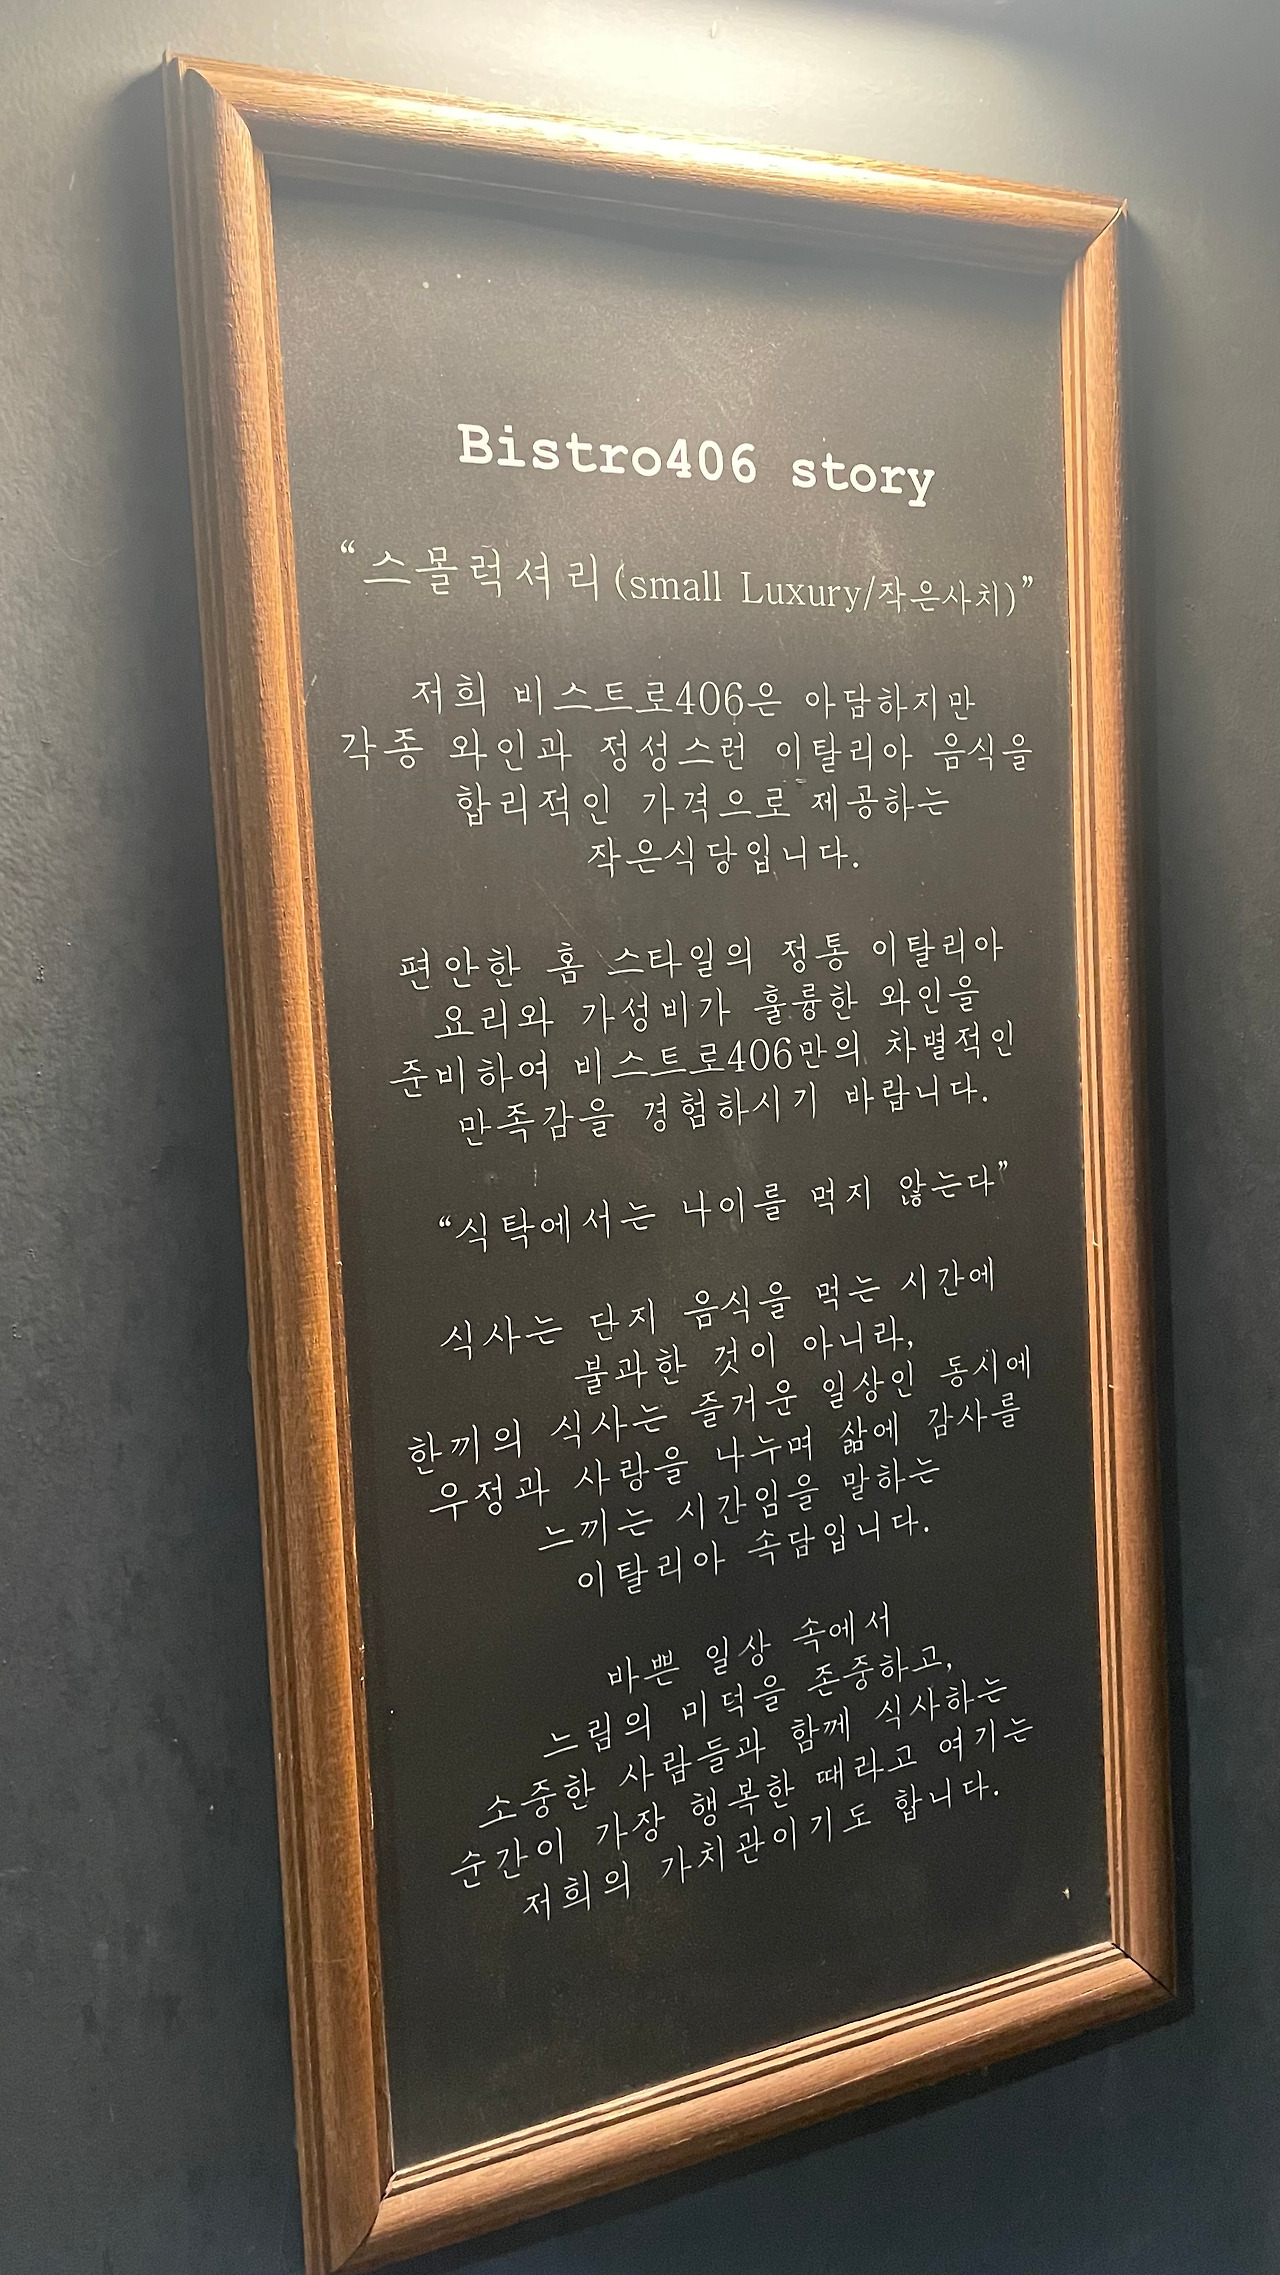 Bistro406 story
“스몰럭셔리(small Luxury/작은사치)”
저희 비스트로406은 아담하지만
각종 와인과 정성스런 이탈리아 음식을
합리적인 가격으로 제공하는
작은식당입니다.
편안한 홈 스타일의 정통 이탈리아
요리와 가성비가 훌륭한 와인을
준비하여 비스트로406만의 차별적인
만족감을 경험하시기 바랍니다.
“식탁에서는 나이를 먹지 않는다”
식사는 단지 음식을 먹는 시간에
불과한 것이 아니라,
한끼의 식사는 즐거운 일상인 동시에
우정과 사랑을 나누며 삶에 감사를
느끼는 시간임을 말하는
이탈리아 속담입니다.
바쁜 일상 속에서
느림의 미덕을 존중하고,
소중한 사람들과 함께 식사하는
순간이 가장 행복한 때라고 여기는
저희의 가치관이기도 합니다.